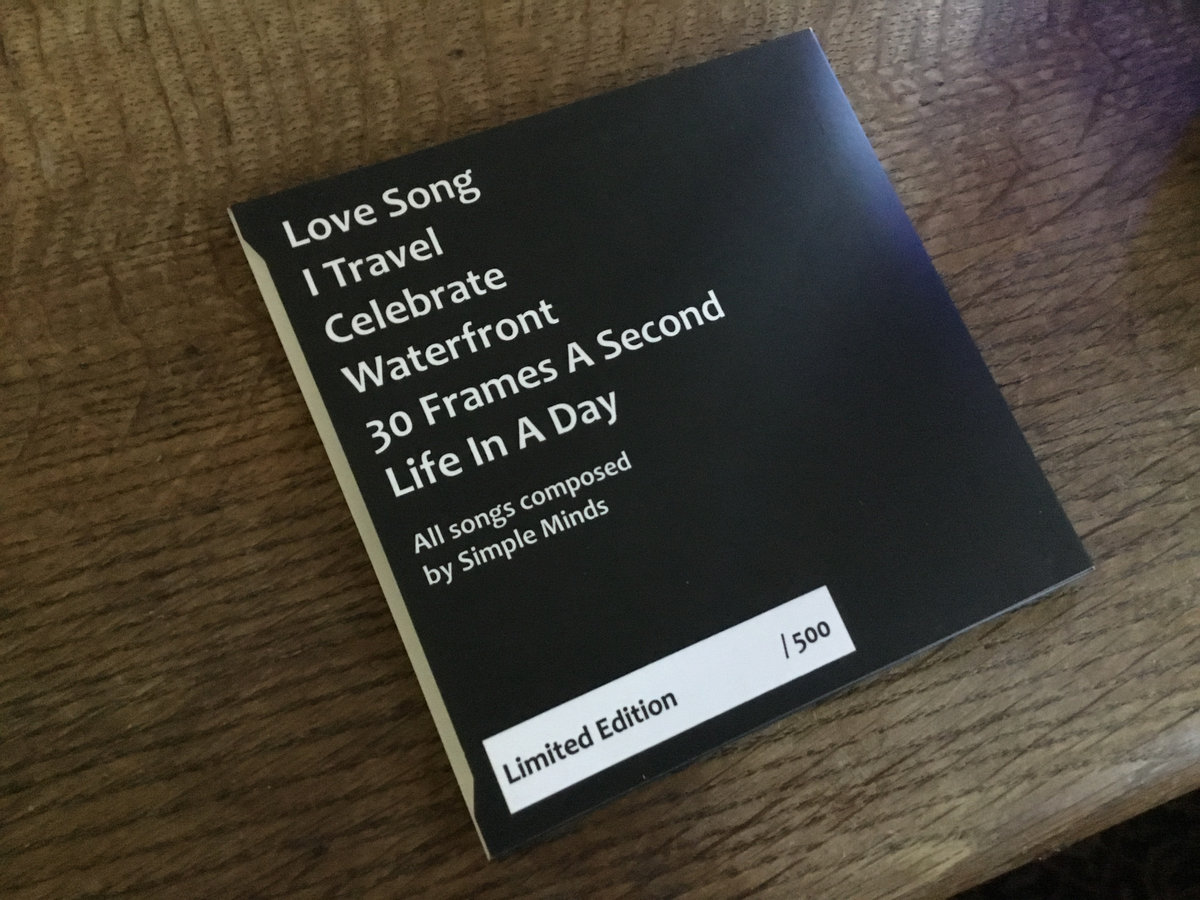 Love Song
I Travel
Celebrate
Waterfront
30 Frames A Second
Life In A Day
All songs composed
by Simple Minds
Limited Edition / 500